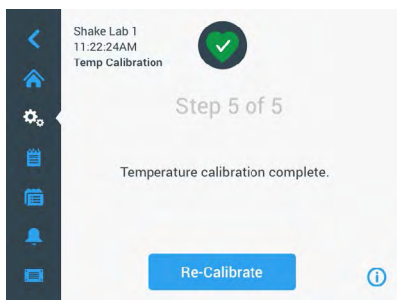 Shake Lab 1
11:22:24AM
Temp Calibration
Step 5 of 5
Temperature calibration complete.
Re-Calibrate